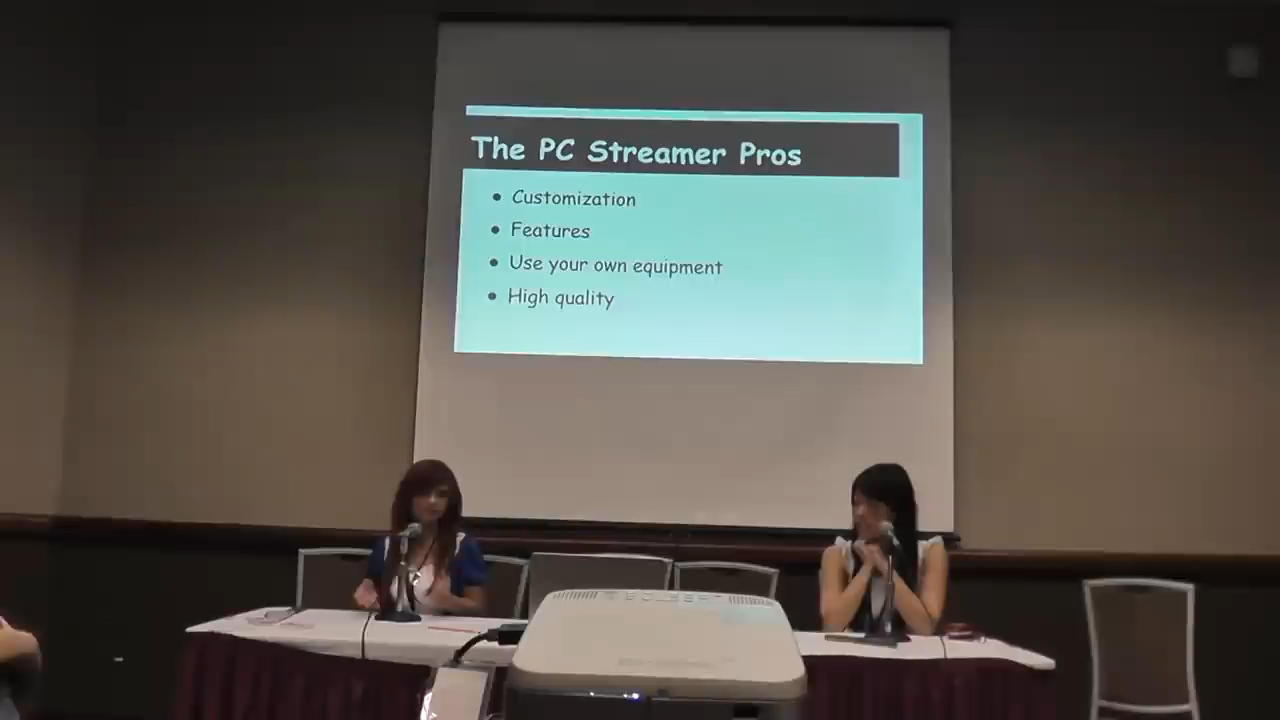 The PC Streamer Pros
Customization
Features
Use your own equipment
High quality